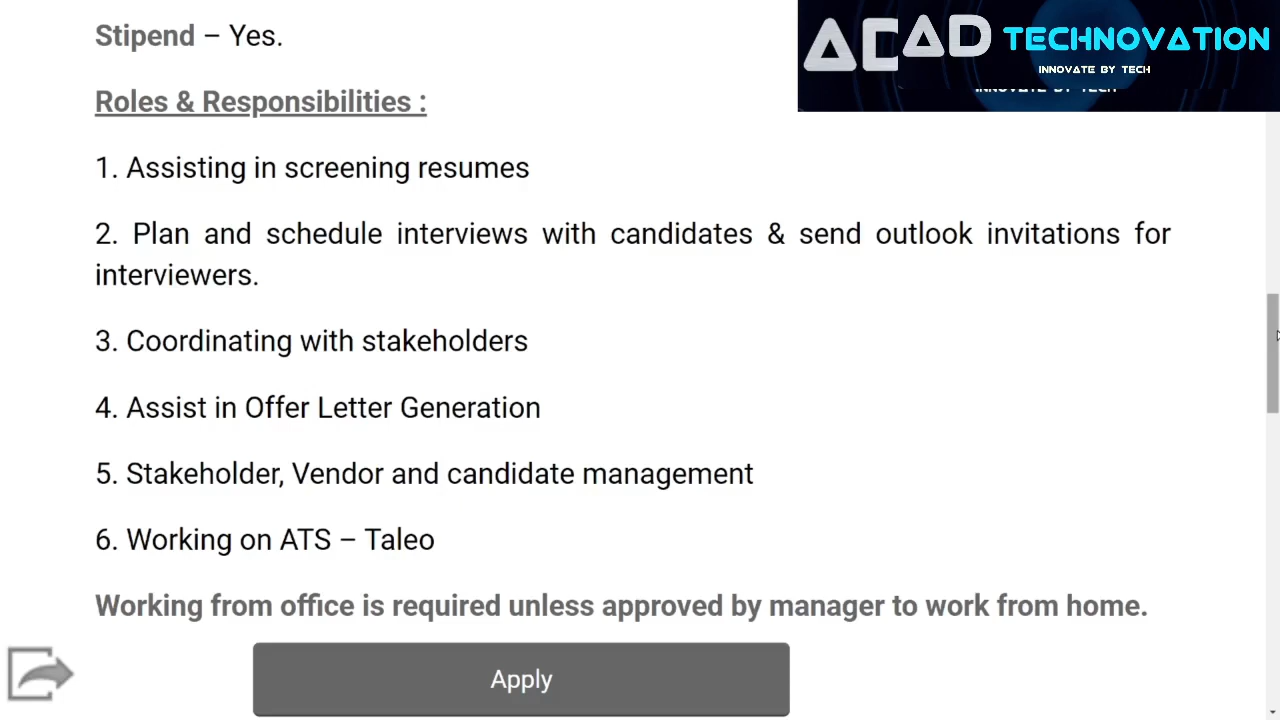 Stipend – Yes.
ACAD TECHNOVATION
INNOVATE BY TECH
INNOVATE BY TECH
Roles & Responsibilities :
1. Assisting in screening resumes
2. Plan and schedule interviews with candidates & send outlook invitations for
interviewers.
3. Coordinating with stakeholders
4. Assist in Offer Letter Generation
5. Stakeholder, Vendor and candidate management
6. Working on ATS – Taleo
Working from office is required unless approved by manager to work from home.
Apply